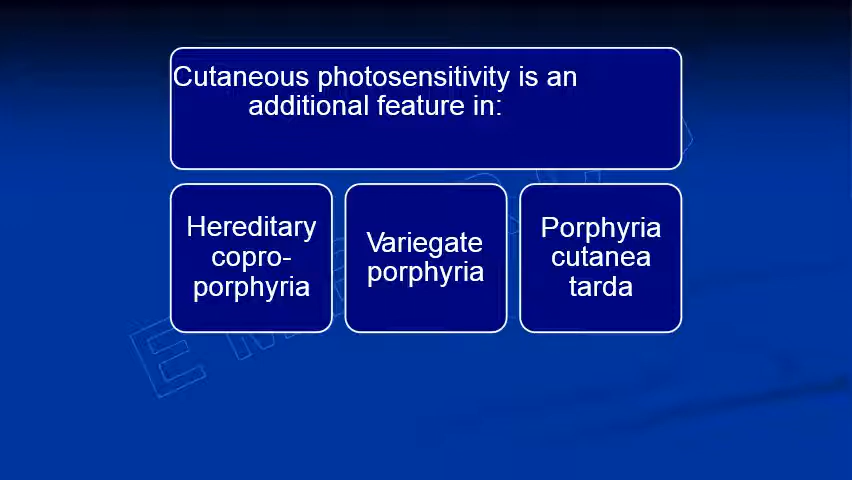 Cutaneous photosensitivity is an
additional feature in:
Hereditary
copro-
porphyria
Variegate
porphyria
Porphyria
cutanea
tarda